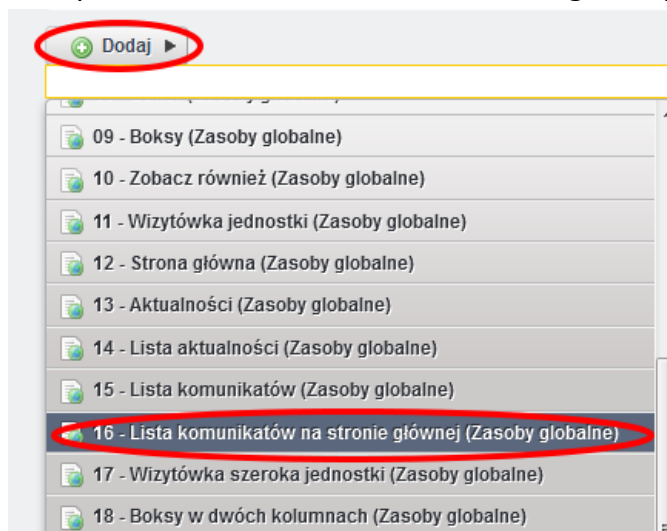 Dodaj
09 - Boksy (Zasoby globalne)
10 - Zobacz również (Zasoby globalne)
11 - Wizytówka jednostki (Zasoby globalne)
12 - Strona główna (Zasoby globalne)
13 - Aktualności (Zasoby globalne)
14 - Lista aktualności (Zasoby globalne)
15 - Lista komunikatów (Zasoby globalne)
16 - Lista komunikatów na stronie głównej (Zasoby globalne)
17 - Wizytówka szeroka jednostki (Zasoby globalne)
18 - Boksy w dwóch kolumnach (Zasoby globalne)